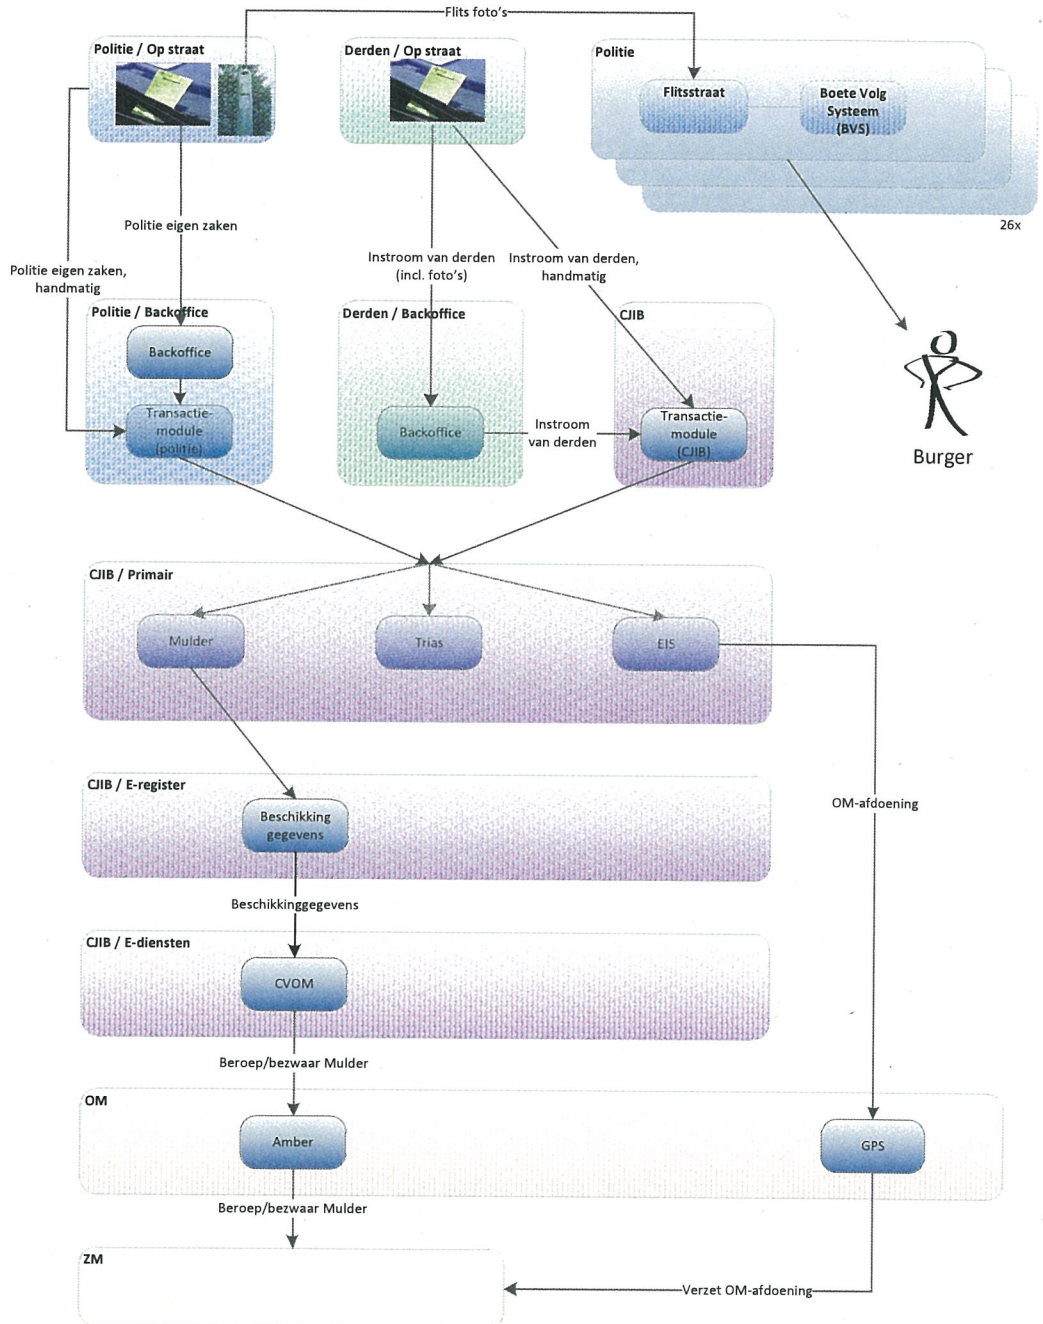 Flits foto's
Politie / Op straat
Derden / Op straat
Politie
Flitsstraat
Boete Volg
Systeem
(BVS)
26x
Politie eigen zaken
Politie eigen zaken,
handmatig
Instroom van derden
(incl. foto's)
Instroom van derden,
handmatig
Politie / Backoffice
Backoffice
Transactie-
module
(politie)
Derden / Backoffice
Backoffice
Instroom
van derden
CJIB
Transactie-
module
(CJIB)
Burger
CJIB / Primair
Mulder
Trias
EIS
CJIB / E-register
Beschikking
gegevens
OM-afdoening
Beschikkinggegevens
CJIB / E-diensten
CVOM
Beroep/bezwaar Mulder
OM
Amber
GPS
Beroep/bezwaar Mulder
ZM
Verzet OM-afdoening